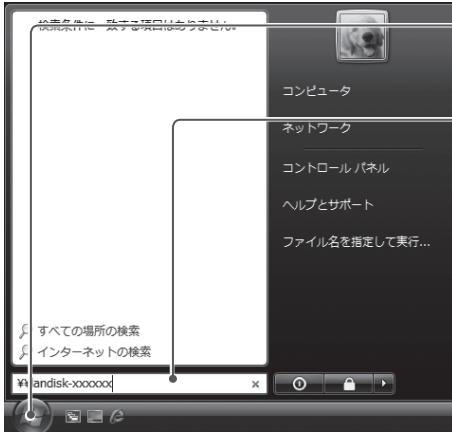 検索条件に一致する項目はありません。
コンピュータ
ネットワーク
コントロール パネル
ヘルプとサポート
ファイル名を指定して実行...
すべての場所の検索
インターネットの検索
¥¥landisk-xxxxxx